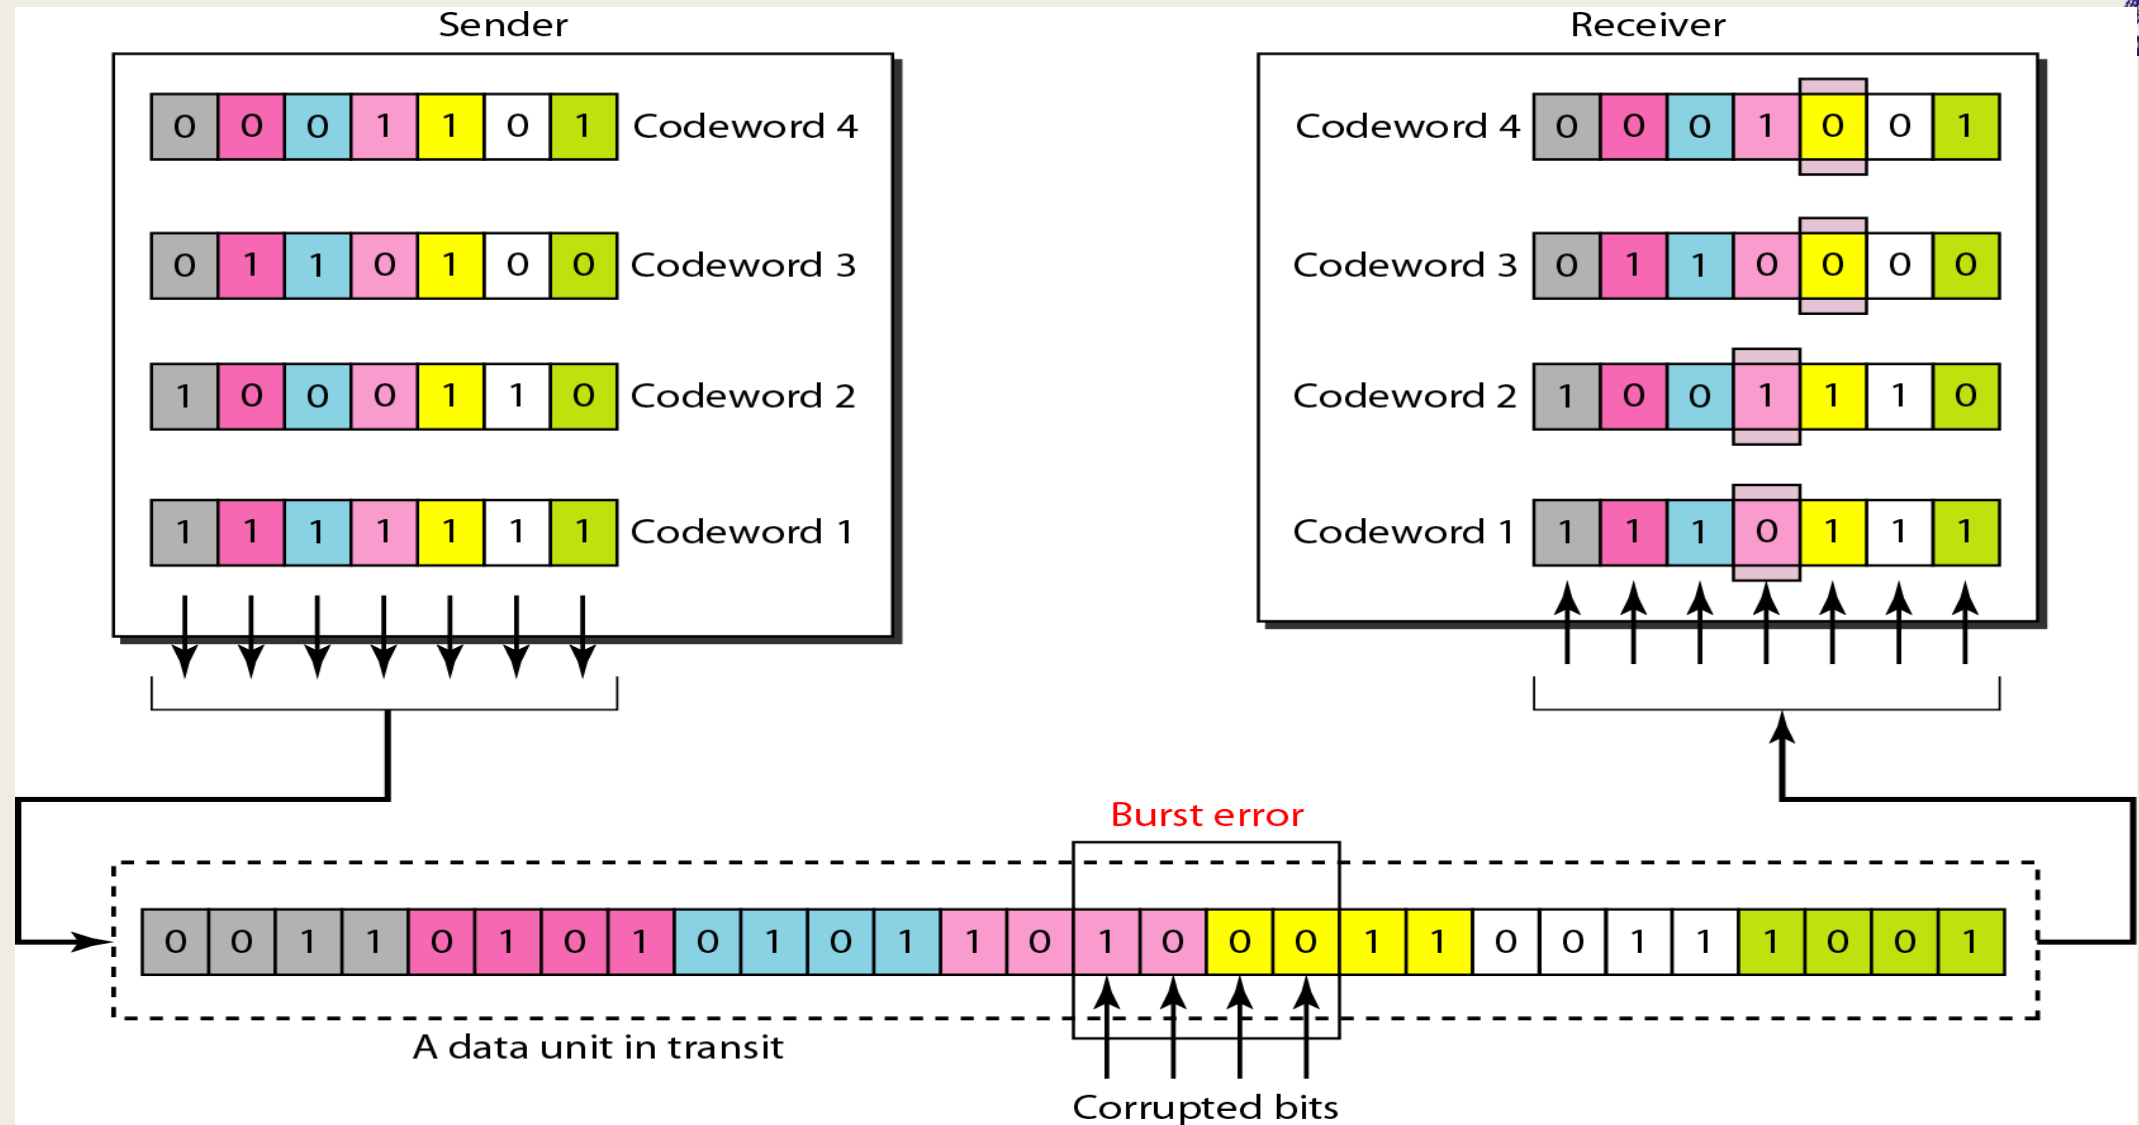 Sender
Receiver
0 0 0 1 1 0 1 Codeword 4
Codeword 4 0 0 0 1 0 0 1
0 1 1 0 1 0 0 Codeword 3
Codeword 3 0 1 1 0 0 0 0
1 0 0 0 1 1 0 Codeword 2
Codeword 2 1 0 0 1 1 1 0
1 1 1 1 1 1 1 Codeword 1
Codeword 1 1 1 1 0 1 1 1
Burst error
0 0 1 1 0 1 0 1 0 1 0 1 1 0 1 0 0 0 1 1 0 0 1 1 1 0 0 1
A data unit in transit
Corrupted bits